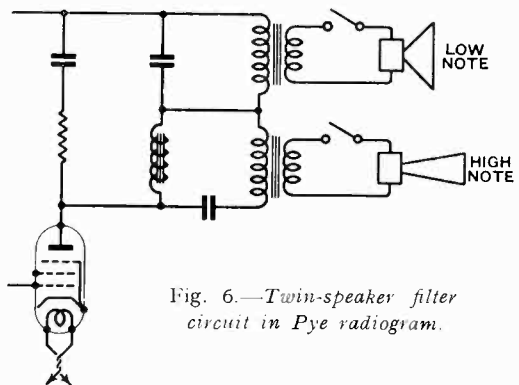 LOW
NOTE
HIGH
NOTE
Fig. 6.—Twin-speaker filter
circuit in Pye radiogram.